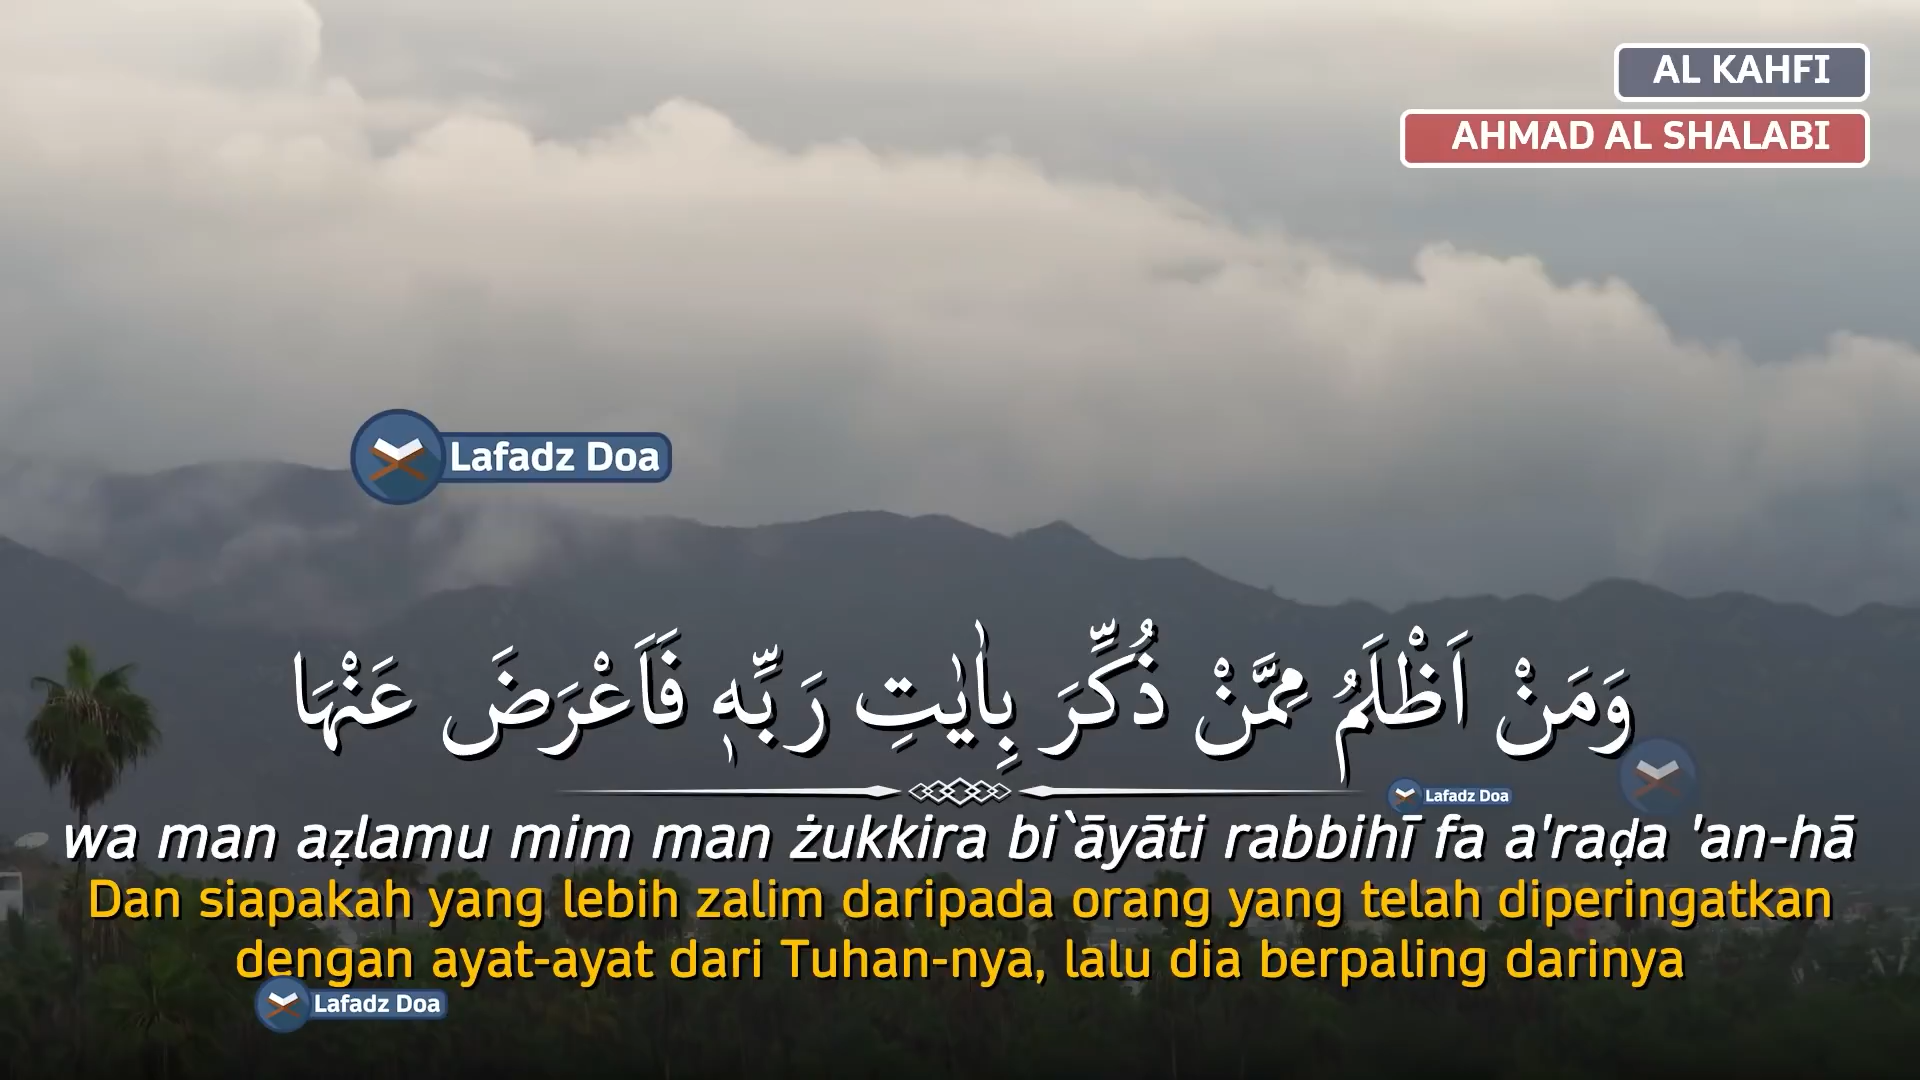 AL KAHFI
AHMAD AL SHALABI
Lafadz Doa
وَمَنْ اَظْلَمُ مِمَّنْ ذُكِّرَ بِاٰيٰتِ رَبِّهٖ فَاَعْرَضَ عَنْهَا
Lafadz Doa
wa man aẓlamu mim man żukkira bi`āyāti rabbihī fa a'raḍa 'an-hā
Dan siapakah yang lebih zalim daripada orang yang telah diperingatkan
dengan ayat-ayat dari Tuhan-nya, lalu dia berpaling darinya
Lafadz Doa